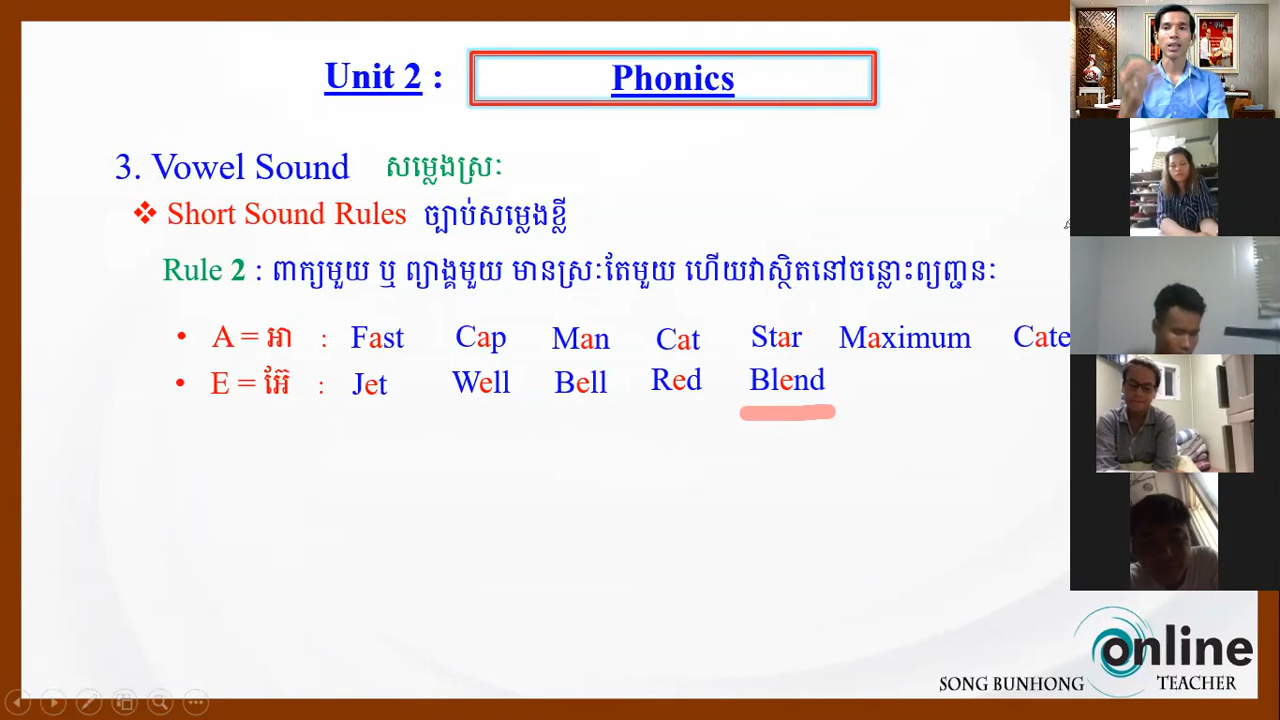 Unit 2 : Phonics
3. Vowel Sound សម្លេងស្រៈ
❖ Short Sound Rules ច្បាប់សម្លេងខ្លី
Rule 2 : ពាក្យមួយ ឬ ព្យាង្គមួយ មានស្រៈតែមួយ ហើយវាស្ថិតនៅចន្លោះព្យញ្ជនៈ
• A = អា : Fast Cap Man Cat Star Maximum Cate
• E = អ៊ែ : Jet Well Bell Red Blend
online
SONG BUNHONG TEACHER